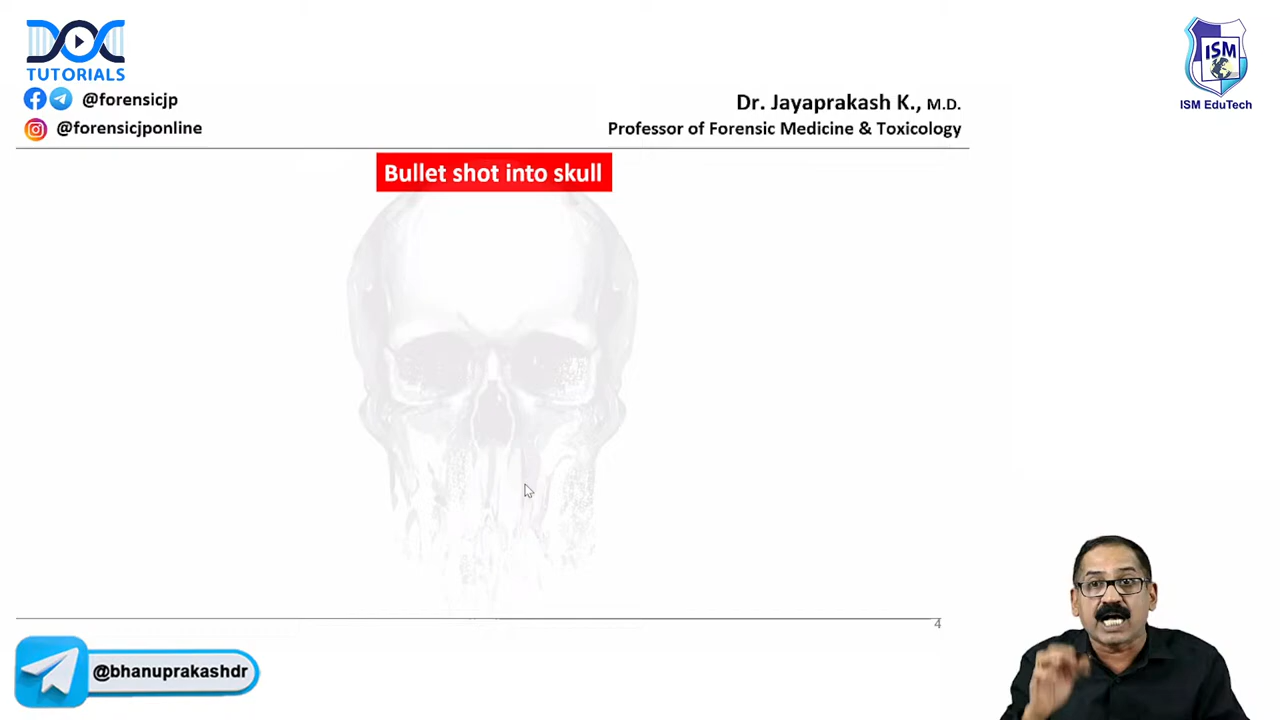 DOC
TUTORIALS
@forensicjp
@forensicjponline
Dr. Jayaprakash K., M.D.
Professor of Forensic Medicine & Toxicology
ISM
ISM EduTech
Bullet shot into skull
4
@bhanuprakashdr